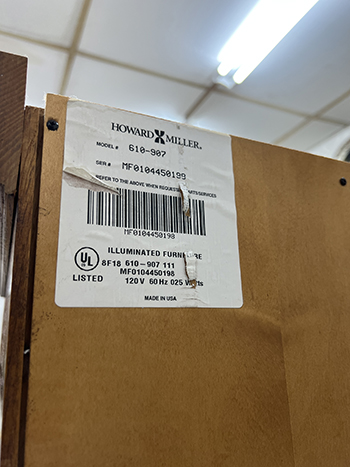 HOWARD MILLER®
MODEL # 610-907
SER # MF0104450199
REFER TO THE ABOVE WHEN REQUESTING PARTS/SERVICES
MF0104450198
ILLUMINATED FURNITURE
UL 8F18 610-907 111
MF0104450198
LISTED 120V 60Hz 025 Watts
MADE IN USA